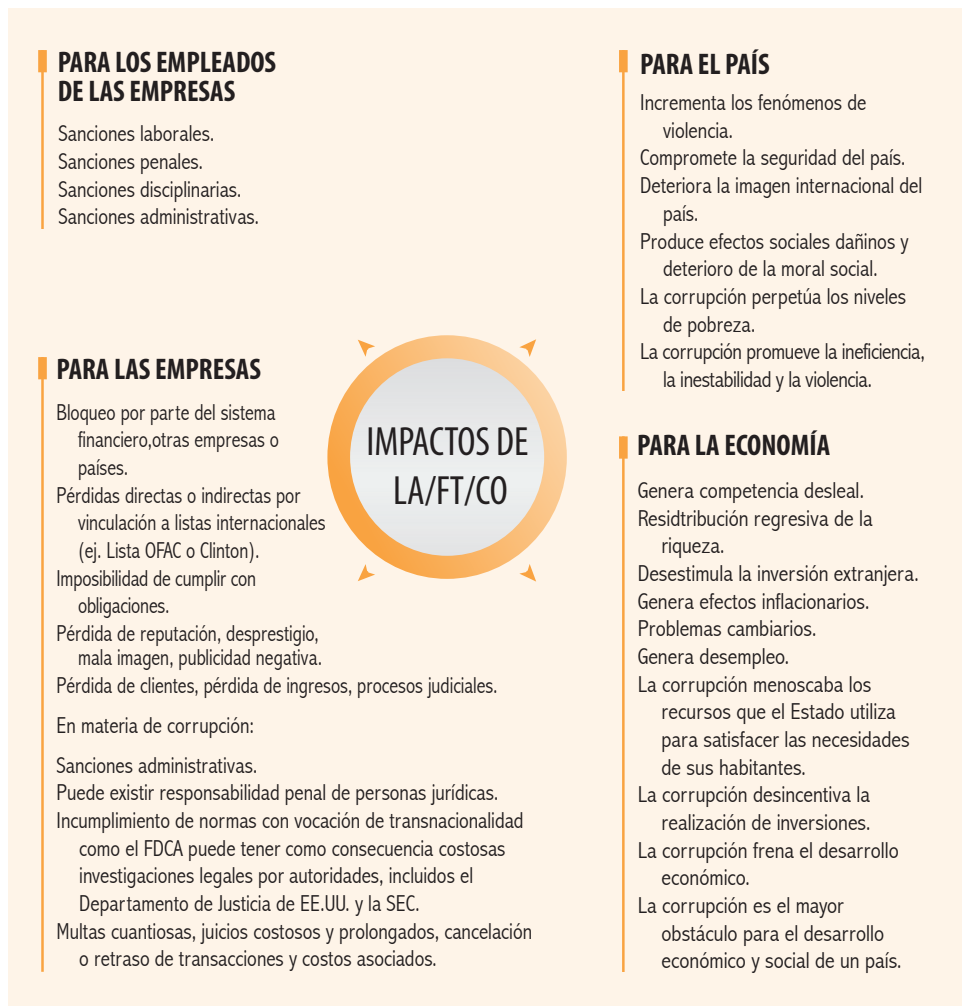 PARA LOS EMPLEADOS
DE LAS EMPRESAS
Sanciones laborales.
Sanciones penales.
Sanciones disciplinarias.
Sanciones administrativas.
PARA LAS EMPRESAS
Bloqueo por parte del sistema
financiero,otras empresas o
países.
Pérdidas directas o indirectas por
vinculación a listas internacionales
(ej. Lista OFAC o Clinton).
Imposibilidad de cumplir con
obligaciones.
Pérdida de reputación, desprestigio,
mala imagen, publicidad negativa.
Pérdida de clientes, pérdida de ingresos, procesos judiciales.
En materia de corrupción:
Sanciones administrativas.
Puede existir responsabilidad penal de personas jurídicas.
Incumplimiento de normas con vocación de transnacionalidad
como el FDCA puede tener como consecuencia costosas
investigaciones legales por autoridades, incluidos el
Departamento de Justicia de EE.UU. y la SEC.
Multas cuantiosas, juicios costosos y prolongados, cancelación
o retraso de transacciones y costos asociados.
IMPACTOS DE
LA/FT/CO
PARA EL PAÍS
Incrementa los fenómenos de
violencia.
Compromete la seguridad del país.
Deteriora la imagen internacional del
país.
Produce efectos sociales dañinos y
deterioro de la moral social.
La corrupción perpetúa los niveles
de pobreza.
La corrupción promueve la ineficiencia,
la inestabilidad y la violencia.
PARA LA ECONOMÍA
Genera competencia desleal.
Residtribución regresiva de la
riqueza.
Desestimula la inversión extranjera.
Genera efectos inflacionarios.
Problemas cambiarios.
Genera desempleo.
La corrupción menoscaba los
recursos que el Estado utiliza
para satisfacer las necesidades
de sus habitantes.
La corrupción desincentiva la
realización de inversiones.
La corrupción frena el desarrollo
económico.
La corrupción es el mayor
obstáculo para el desarrollo
económico y social de un país.